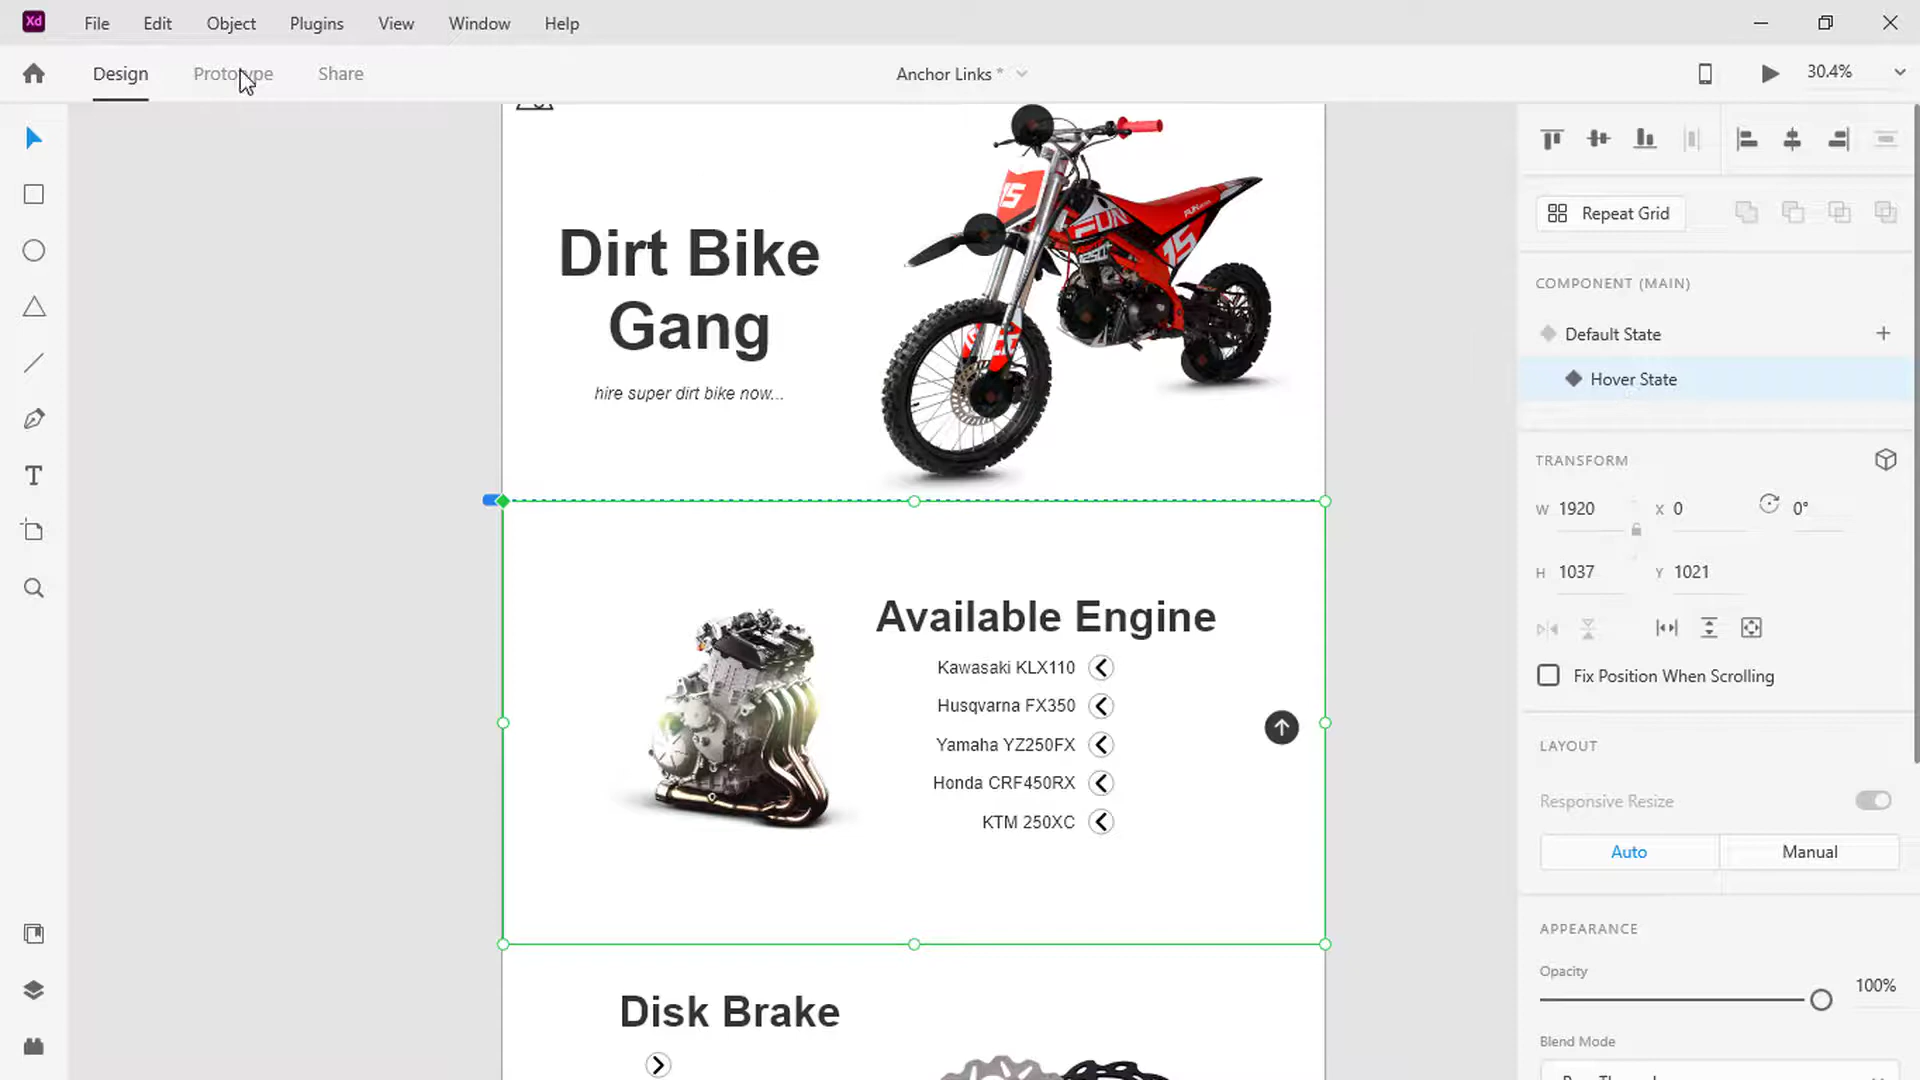 Xd File Edit Object Plugins View Window Help
Design Prototype Share Anchor Links * 30.4%
Dirt Bike
Gang
hire super dirt bike now...
15
FUN
15
Available Engine
Kawasaki KLX110
Husqvarna FX350
Yamaha YZ250FX
Honda CRF450RX
KTM 250XC
Disk Brake
Repeat Grid
COMPONENT (MAIN)
Default State
Hover State
TRANSFORM
W 1920 X 0 0°
H 1037 Y 1021
Fix Position When Scrolling
LAYOUT
Responsive Resize
Auto Manual
APPEARANCE
Opacity
100%
Blend Mode